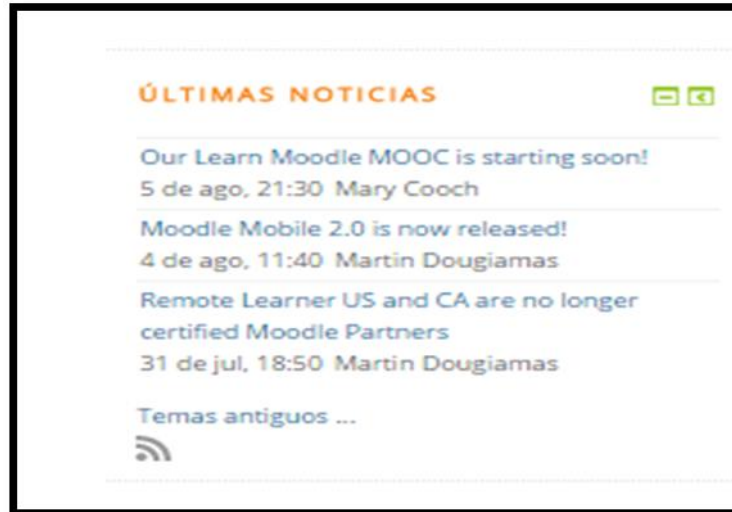 ÚLTIMAS NOTICIAS
Our Learn Moodle MOOC is starting soon!
5 de ago, 21:30 Mary Cooch
Moodle Mobile 2.0 is now released!
4 de ago, 11:40 Martin Dougiamas
Remote Learner US and CA are no longer
certified Moodle Partners
31 de jul, 18:50 Martin Dougiamas
Temas antiguos ...